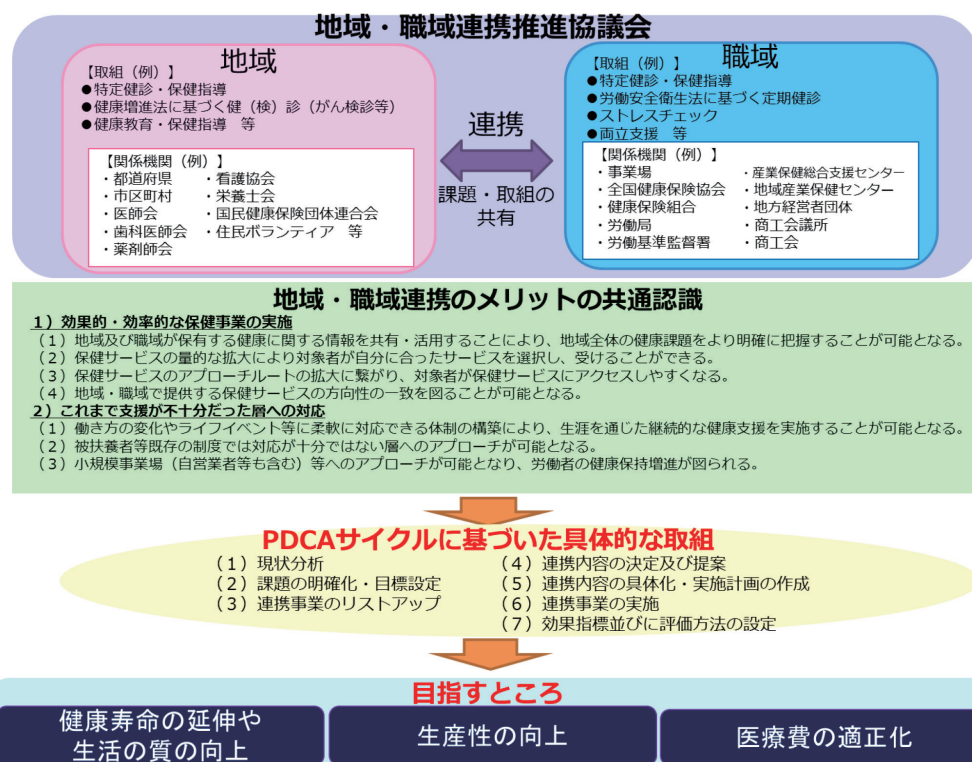 地域・職域連携推進協議会
地域
【取組（例）】
●特定健診・保健指導
●健康増進法に基づく健（検）診（がん検診等）
●健康教育・保健指導　等
【関係機関（例）】
・都道府県　・看護協会
・市区町村　・栄養士会
・医師会　・国民健康保険団体連合会
・歯科医師会　・住民ボランティア　等
・薬剤師会
連携
課題・取組の
共有
職域
【取組（例）】
●特定健診・保健指導
●労働安全衛生法に基づく定期健診
●ストレスチェック
●両立支援　等
【関係機関（例）】
・事業場　・産業保健総合支援センター
・全国健康保険協会　・地域産業保健センター
・健康保険組合　・地方経営者団体
・労働局　・商工会議所
・労働基準監督署　・商工会
地域・職域連携のメリットの共通認識
１）効果的・効率的な保健事業の実施
（１）地域及び職域が保有する健康に関する情報を共有・活用することにより、地域全体の健康課題をより明確に把握することが可能となる。
（２）保健サービスの量的な拡大により対象者が自分に合ったサービスを選択し、受けることができる。
（３）保健サービスのアプローチルートの拡大に繋がり、対象者が保健サービスにアクセスしやすくなる。
（４）地域・職域で提供する保健サービスの方向性の一致を図ることが可能となる。
２）これまで支援が不十分だった層への対応
（１）働き方の変化やライフイベント等に柔軟に対応できる体制の構築により、生涯を通じた継続的な健康支援を実施することが可能となる。
（２）被扶養者等既存の制度では対応が十分ではない層へのアプローチが可能となる。
（３）小規模事業場（自営業者等も含む）等へのアプローチが可能となり、労働者の健康保持増進が図られる。
PDCAサイクルに基づいた具体的な取組
（１）現状分析
（２）課題の明確化・目標設定
（３）連携事業のリストアップ
（４）連携内容の決定及び提案
（５）連携内容の具体化・実施計画の作成
（６）連携事業の実施
（７）効果指標並びに評価方法の設定
目指すところ
健康寿命の延伸や
生活の質の向上
生産性の向上
医療費の適正化